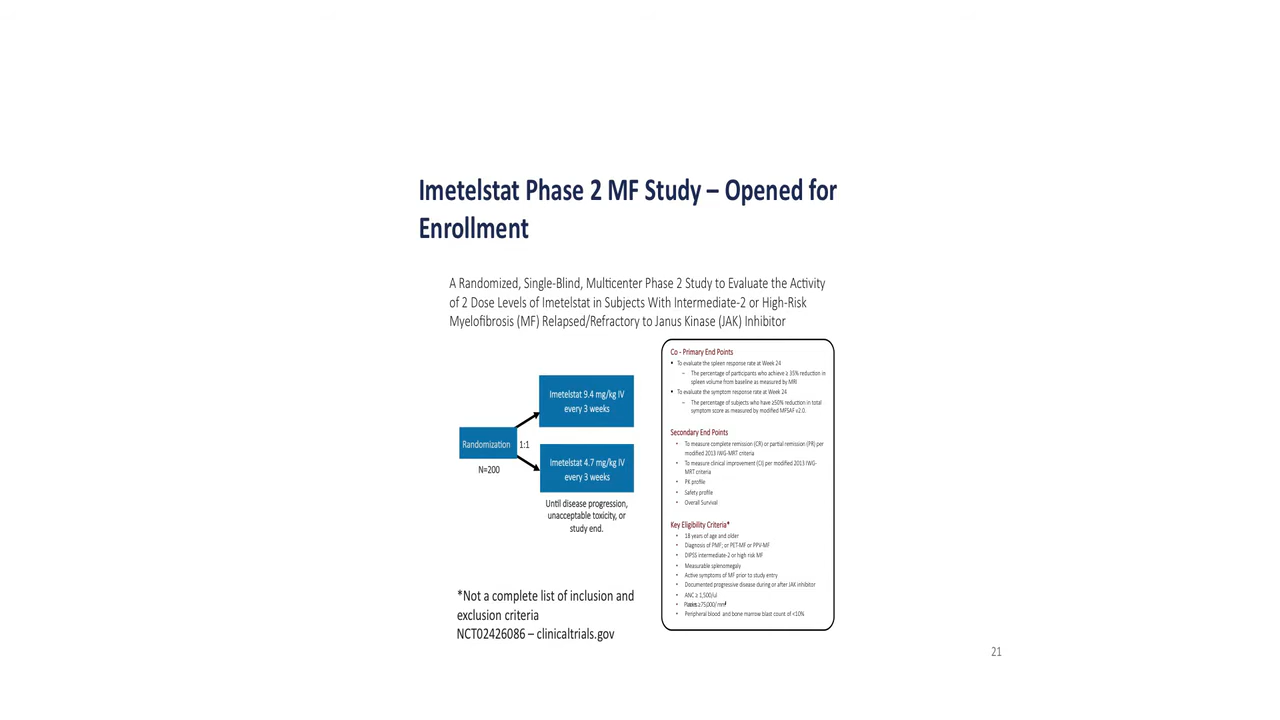 Imetelstat Phase 2 MF Study – Opened for
Enrollment
A Randomized, Single-Blind, Multicenter Phase 2 Study to Evaluate the Activity
of 2 Dose Levels of Imetelstat in Subjects With Intermediate-2 or High-Risk
Myelofibrosis (MF) Relapsed/Refractory to Janus Kinase (JAK) Inhibitor
Randomization
N=200
1:1
Imetelstat 9.4 mg/kg IV
every 3 weeks
Imetelstat 4.7 mg/kg IV
every 3 weeks
Until disease progression,
unacceptable toxicity, or
study end.
Co - Primary End Points
• To evaluate the spleen response rate at Week 24
– The percentage of participants who achieve ≥ 35% reduction in
spleen volume from baseline as measured by MRI
• To evaluate the symptom response rate at Week 24
– The percentage of subjects who have ≥50% reduction in total
symptom score as measured by modified MFSAF v2.0.
Secondary End Points
• To measure complete remission (CR) or partial remission (PR) per
modified 2013 IWG-MRT criteria
• To measure clinical improvement (CI) per modified 2013 IWG-
MRT criteria
• PK profile
• Safety profile
• Overall Survival
Key Eligibility Criteria*
• 18 years of age and older
• Diagnosis of PMF; or PET-MF or PPV-MF
• DIPSS intermediate-2 or high risk MF
• Measurable splenomegaly
• Active symptoms of MF prior to study entry
• Documented progressive disease during or after JAK inhibitor
• ANC ≥ 1,500/ul
• ≥75,000/
• Peripheral blood and bone marrow blast count of <10%
*Not a complete list of inclusion and
exclusion criteria
NCT02426086 – clinicaltrials.gov
21